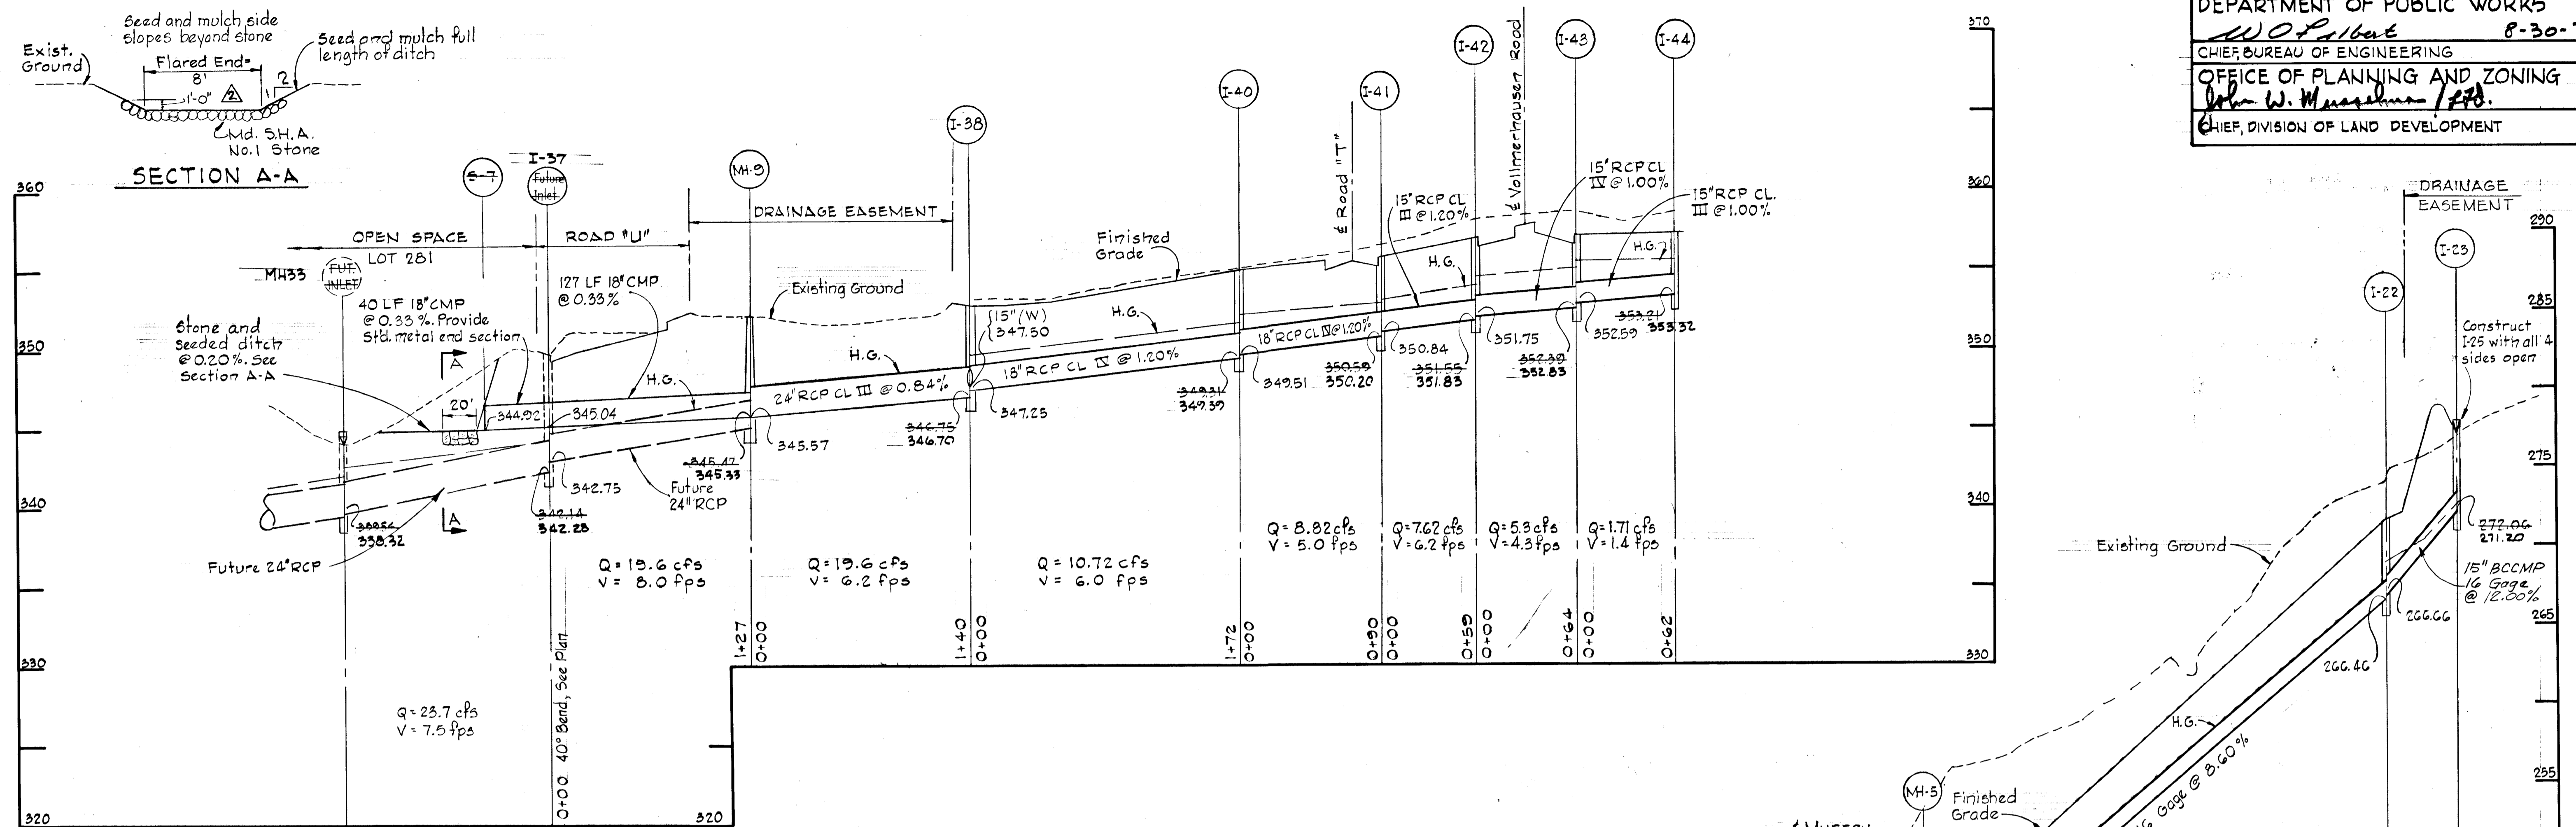 Seed and mulch side
slopes beyond stone
Seed and mulch full
length of ditch
Exist.
Ground
Flared End=
8'
1'-0"
2
2
1
Md. S.H.A.
No.1 Stone
SECTION A-A
DEPARTMENT OF PUBLIC WORKS
8-30-
CHIEF, BUREAU OF ENGINEERING
OFFICE OF PLANNING AND ZONING
John W. Musselman
CHIEF, DIVISION OF LAND DEVELOPMENT
370
360
350
340
330
360
350
340
330
320
320
MH33
FUT.
INLET
S-7
I-37
Future
Inlet
MH-9
I-38
I-40
I-41
I-42
I-43
I-44
℄ Road "T"
℄ Vollmerhausen Road
OPEN SPACE
LOT 281
ROAD "U"
DRAINAGE EASEMENT
40 LF 18" CMP
@ 0.33%. Provide
Std. metal end section
127 LF 18" CMP
@ 0.33%
Stone and
seeded ditch
@ 0.20%. See
Section A-A
A
20'
A
Existing Ground
Finished
Grade
H.G.
H.G.
H.G.
H.G.
H.G.
24" RCP CL III @ 0.84%
18" RCP CL IV @ 1.20%
18" RCP CL IV @ 1.20%
15" RCP CL
III @ 1.20%
15" RCP CL
IV @ 1.00%
15" RCP CL.
III @ 1.00%
15" (W)
347.50
344.92
345.04
338.32
342.14
342.28
342.75
345.47
345.33
345.57
346.75
346.70
347.25
349.31
349.39
349.51
350.59
350.20
350.84
351.55
351.83
351.75
352.39
352.83
352.59
353.21
353.32
Future 24" RCP
Future
24" RCP
Q = 23.7 cfs
V = 7.5 fps
Q = 19.6 cfs
V = 8.0 fps
Q = 19.6 cfs
V = 6.2 fps
Q = 10.72 cfs
V = 6.0 fps
Q = 8.82 cfs
V = 5.0 fps
Q = 7.62 cfs
V = 6.2 fps
Q = 5.3 cfs
V = 4.3 fps
Q = 1.71 cfs
V = 1.4 fps
0+00 40° Bend, See Plan
1+27
0+00
1+40
0+00
1+72
0+00
0+90
0+00
0+59
0+00
0+64
0+00
0+62
DRAINAGE
EASEMENT
I-23
I-22
Construct
I-25 with all 4
sides open
290
285
275
265
255
Existing Ground
272.06
271.20
15" BCCMP
16 Gage
@ 12.00%
266.66
266.46
H.G.
16 Gage @ 8.60%
MH-5
Finished
Grade